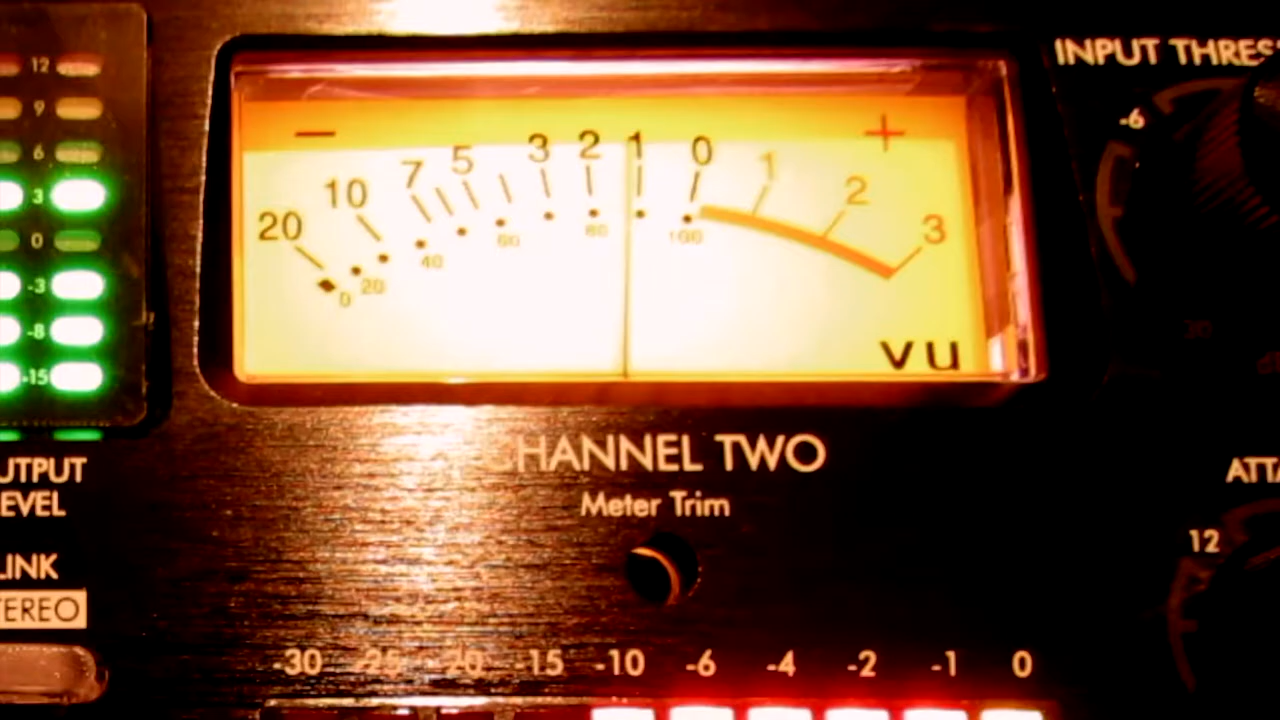 12
9
6
3
0
-3
-8
-15
UTPUT
EVEL
LINK
TEREO
− +
20 10 7 5 3 2 1 0 1 2 3
0 20 40 60 80 100
VU
CHANNEL TWO
Meter Trim
-30 -25 -20 -15 -10 -6 -4 -2 -1 0
INPUT THRES
-6
ATTA
12